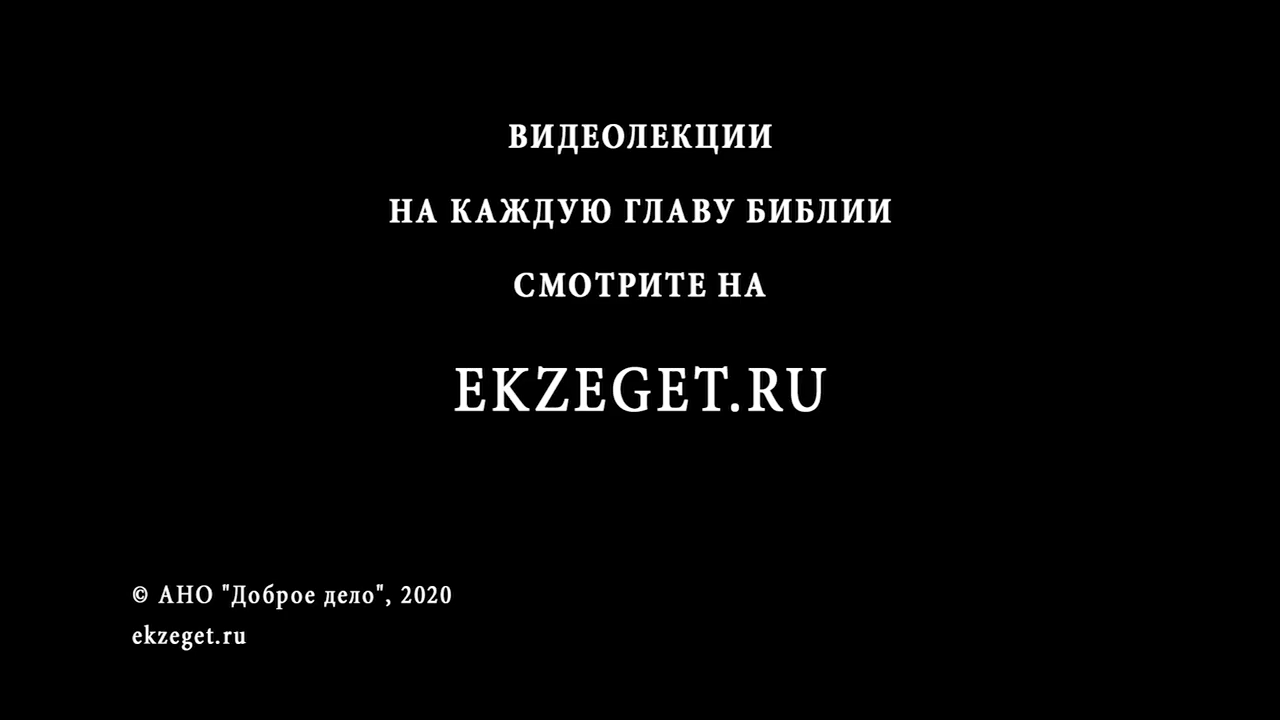 ВИДЕОЛЕКЦИИ
НА КАЖДУЮ ГЛАВУ БИБЛИИ
СМОТРИТЕ НА
EKZEGET.RU
© АНО "Доброе дело", 2020
ekzeget.ru